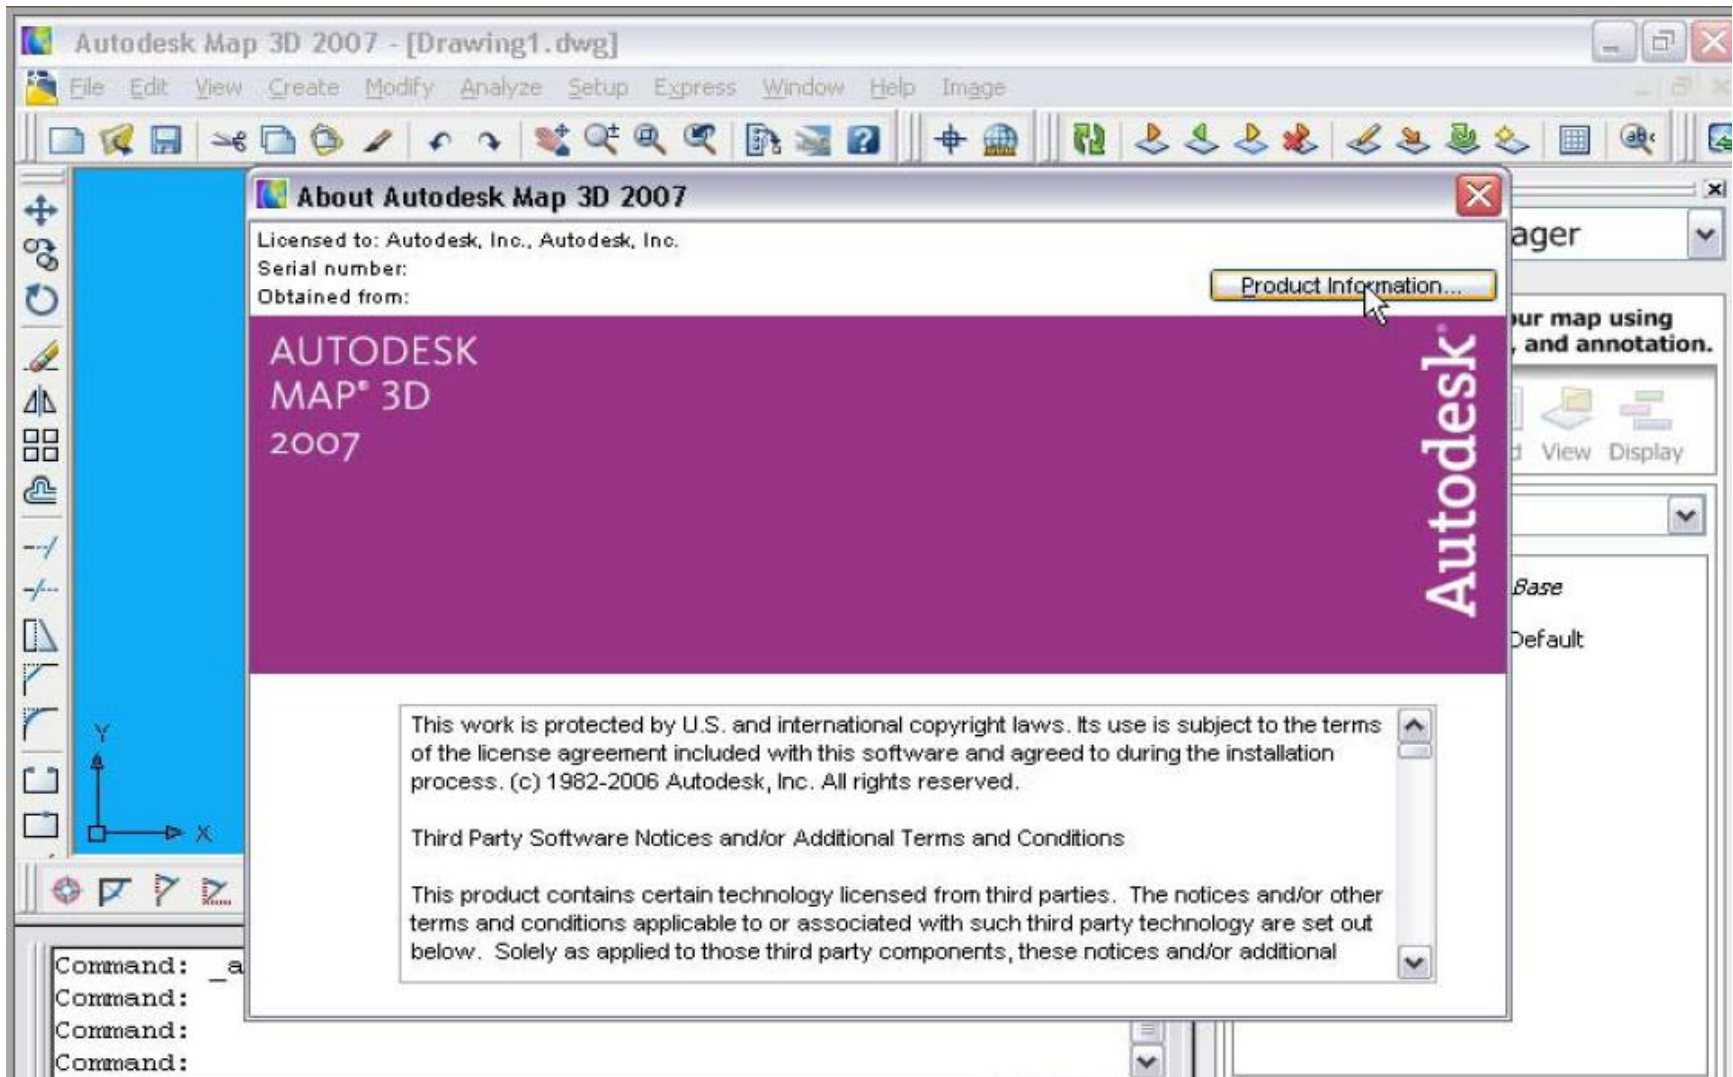 Autodesk Map 3D 2007 - [Drawing1.dwg]
File Edit View Create Modify Analyze Setup Express Window Help Image
About Autodesk Map 3D 2007
Licensed to: Autodesk, Inc., Autodesk, Inc.
Serial number:
Obtained from:
Product Information...
AUTODESK
MAP® 3D
2007
Autodesk®
This work is protected by U.S. and international copyright laws. Its use is subject to the terms
of the license agreement included with this software and agreed to during the installation
process. (c) 1982-2006 Autodesk, Inc. All rights reserved.
Third Party Software Notices and/or Additional Terms and Conditions
This product contains certain technology licensed from third parties.  The notices and/or other
terms and conditions applicable to or associated with such third party technology are set out
below.  Solely as applied to those third party components, these notices and/or additional
ager
our map using
, and annotation.
View Display
Base
Default
Y
X
Command: _a
Command:
Command:
Command: